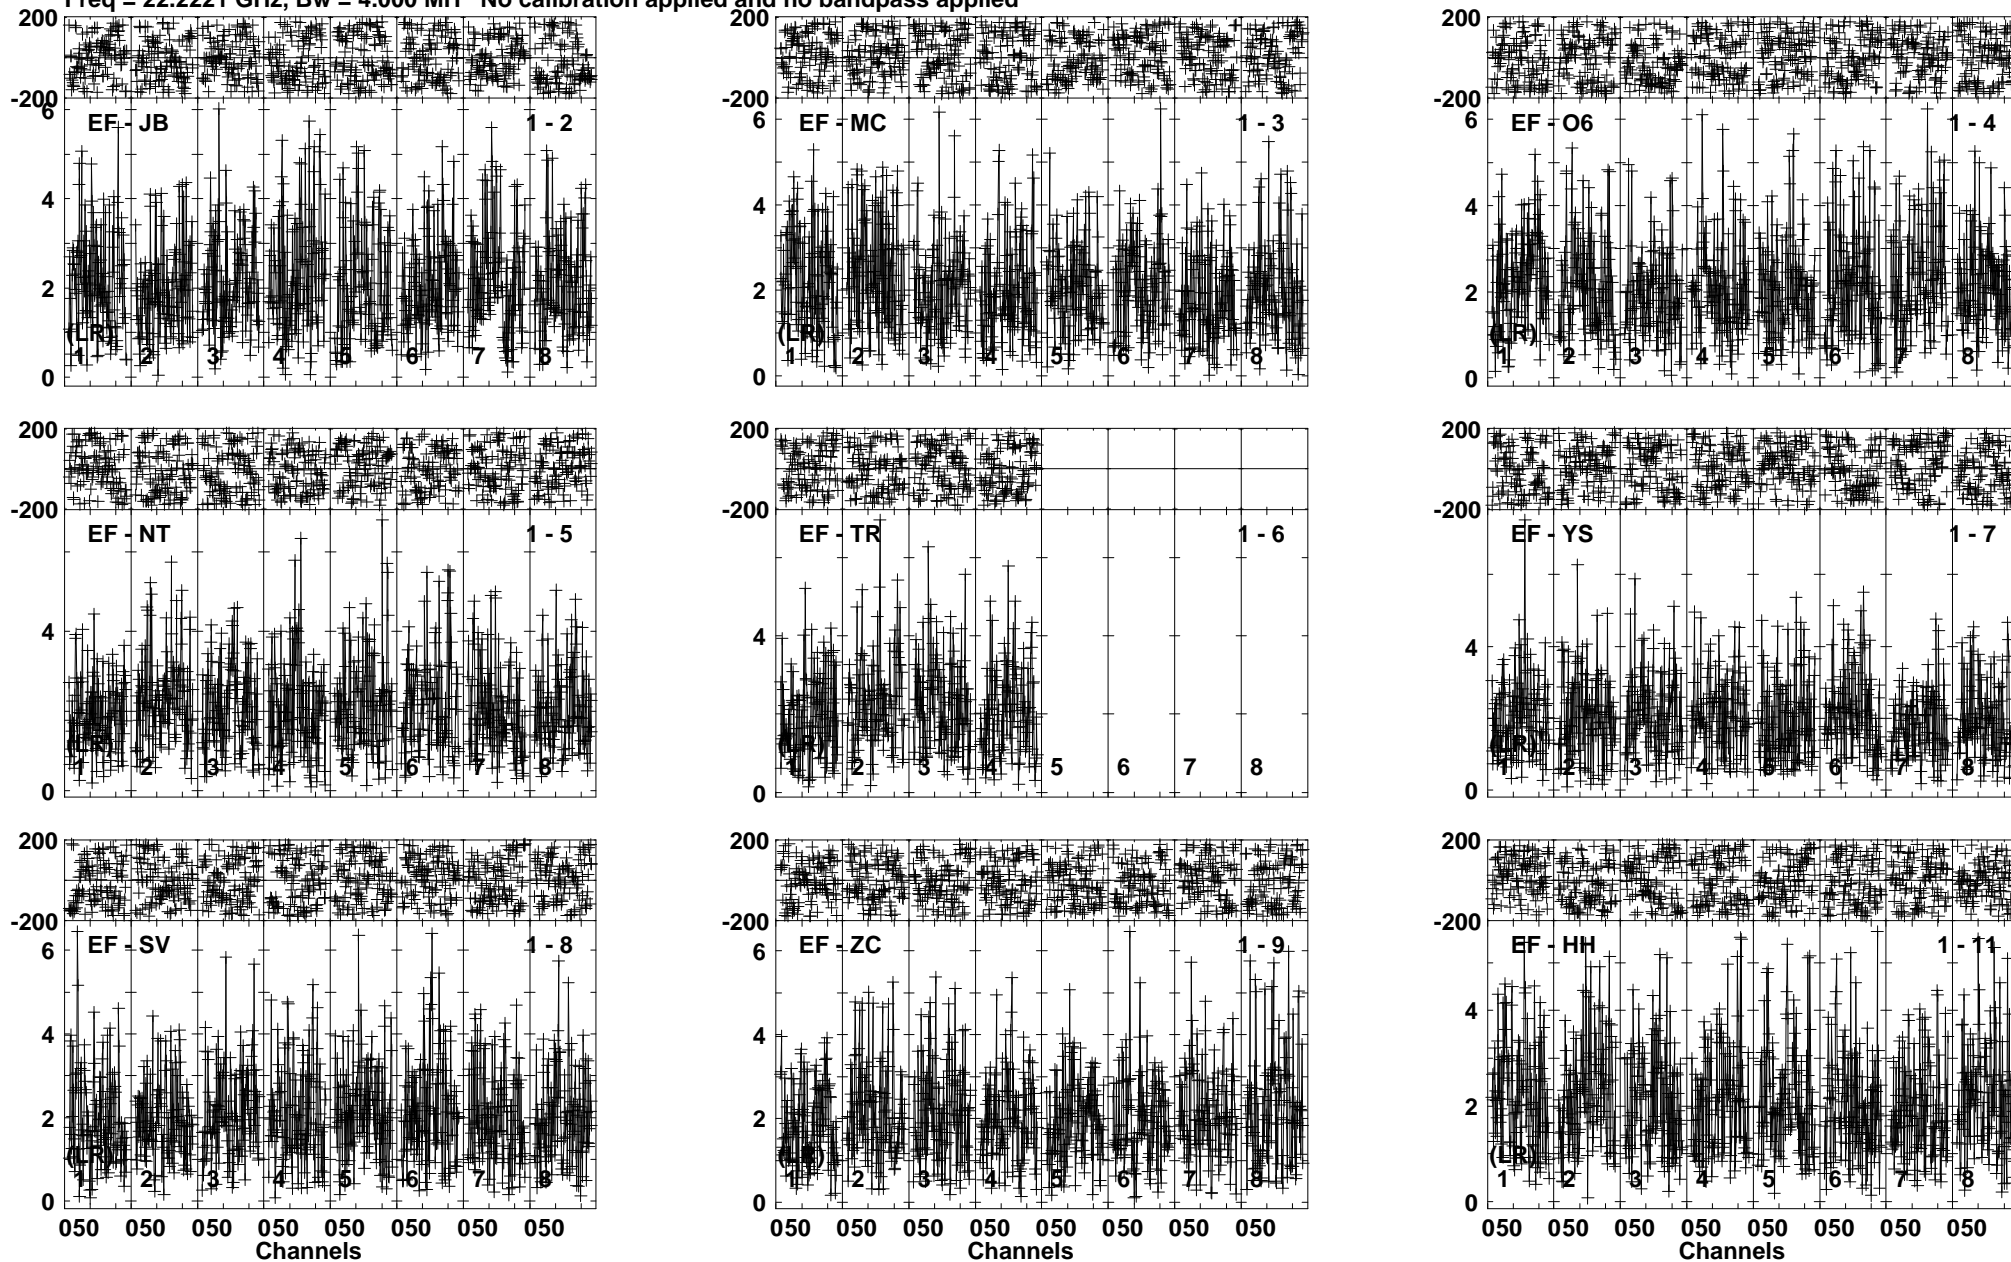 Freq = 22.2221 GHz, Bw = 4.000 MH No calibration applied and no bandpass applied
200 200 200
-200 -200 -200
6 EF - JB 1 - 2 6 EF - MC 1 - 3 6 EF - O6 1 - 4
4 4 4
2 2 2
(LR) (LR) (LR)
1 2 3 4 5 6 7 8 1 2 3 4 5 6 7 8 1 2 3 4 5 6 7 8
0 0 0
200 200 200
-200 -200 -200
EF - NT 1 - 5 EF - TR 1 - 6 EF - YS 1 - 7
4 4 4
(LR) (LR) (LR)
1 2 3 4 5 6 7 8 1 2 3 4 5 6 7 8 1 2 3 4 5 6 7 8
0 0 0
200 200 200
-200 -200 -200
6 EF - SV 1 - 8 6 EF - ZC 1 - 9 EF - HH 1 - 11
4 4 4
2 2 2
(LR) (LR) (LR)
1 2 3 4 5 6 7 8 1 2 3 4 5 6 7 8 1 2 3 4 5 6 7 8
0 0 0
050 050 050 050 050 050 050 050 050 050 050 050 050 050 050 050 050 050 050 050 050 050 050 050
Channels Channels